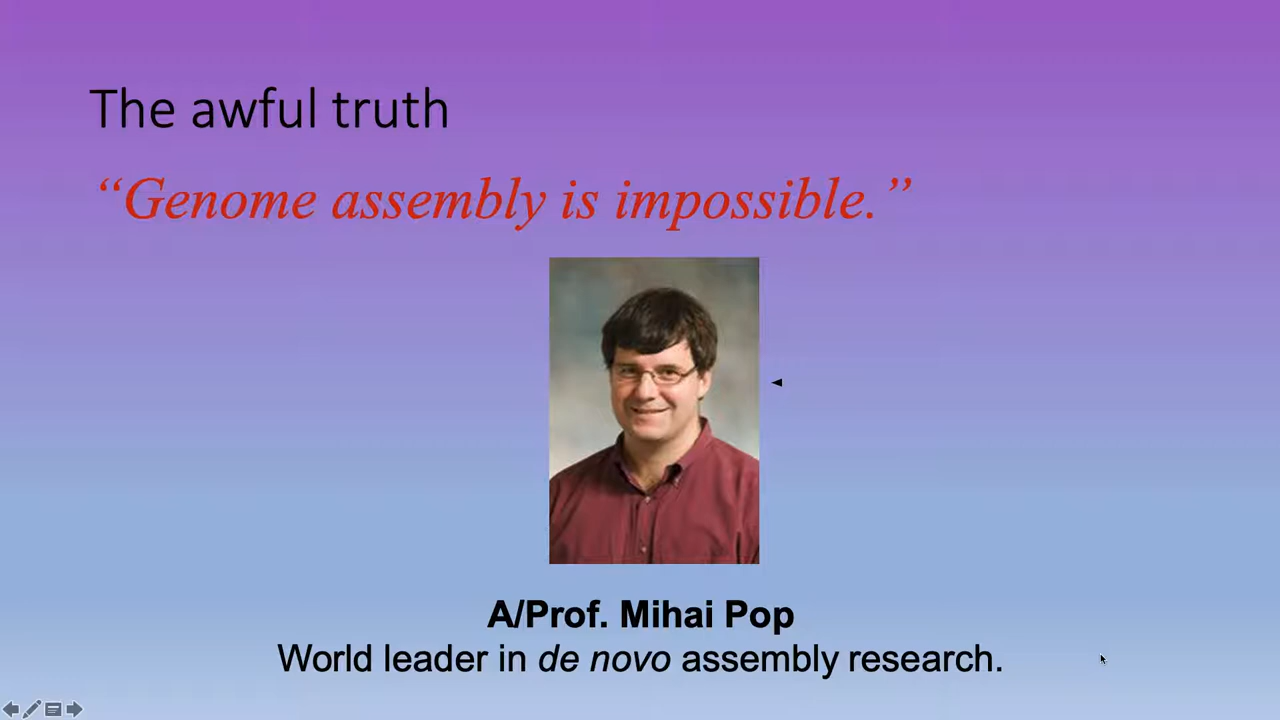 The awful truth
“Genome assembly is impossible.”
A/Prof. Mihai Pop
World leader in de novo assembly research.